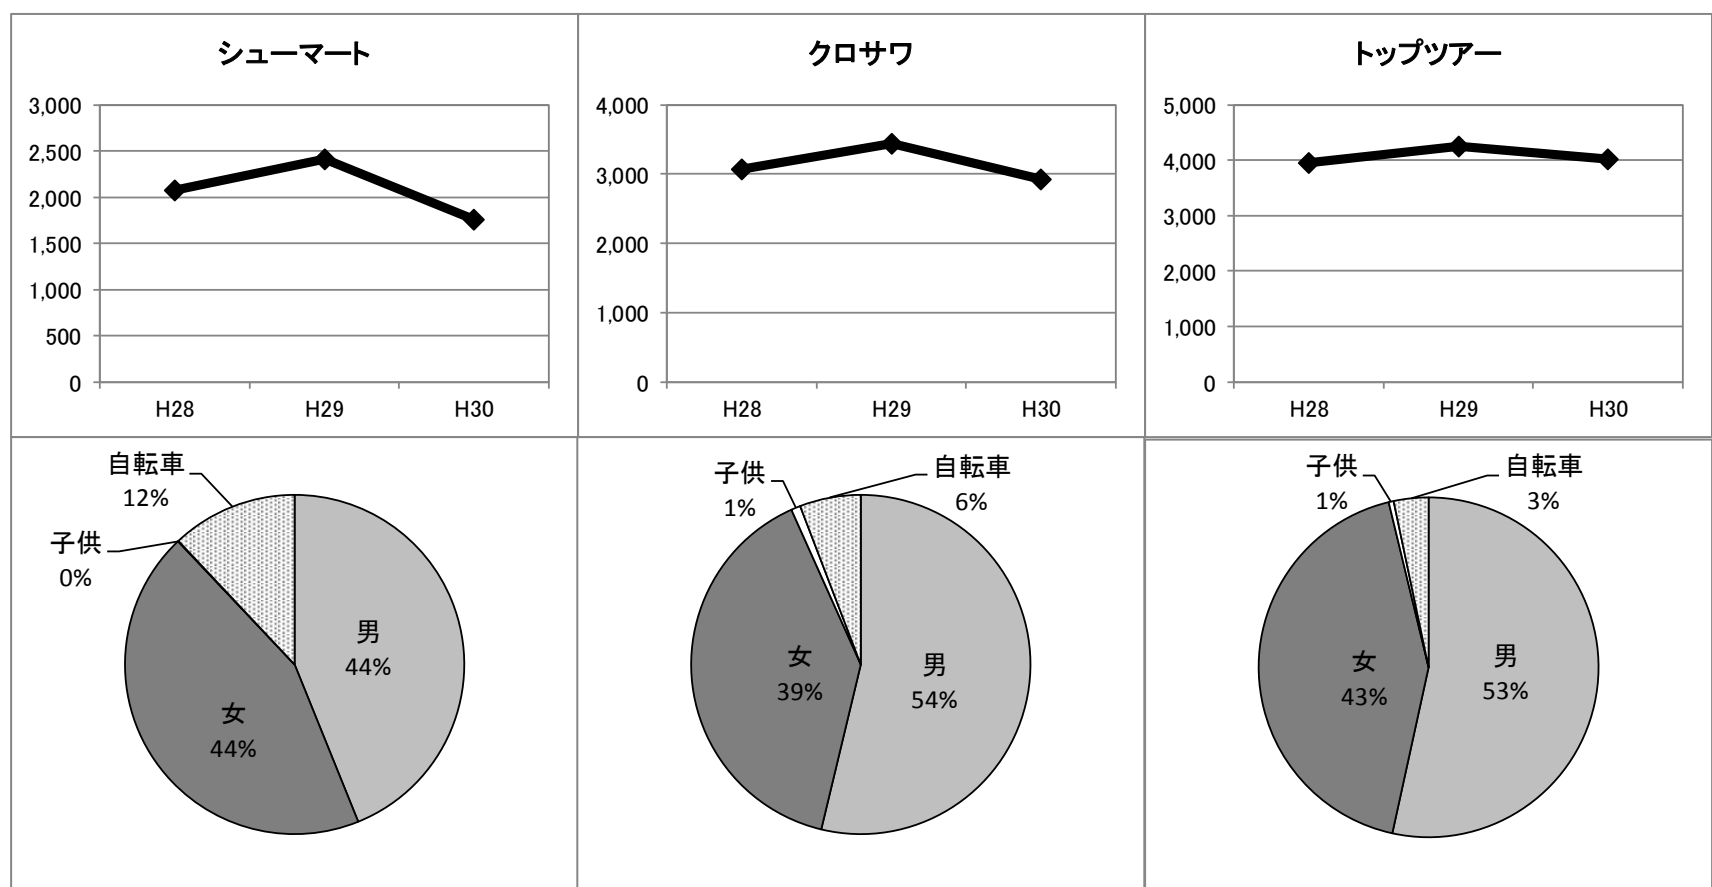 シューマート
3,000
2,500
2,000
1,500
1,000
500
0
H28 H29 H30
クロサワ
4,000
3,000
2,000
1,000
0
H28 H29 H30
トップツアー
5,000
4,000
3,000
2,000
1,000
0
H28 H29 H30
自転車
12%
子供
0%
男
44%
女
44%
子供
1%
自転車
6%
女
39%
男
54%
子供
1%
自転車
3%
女
43%
男
53%